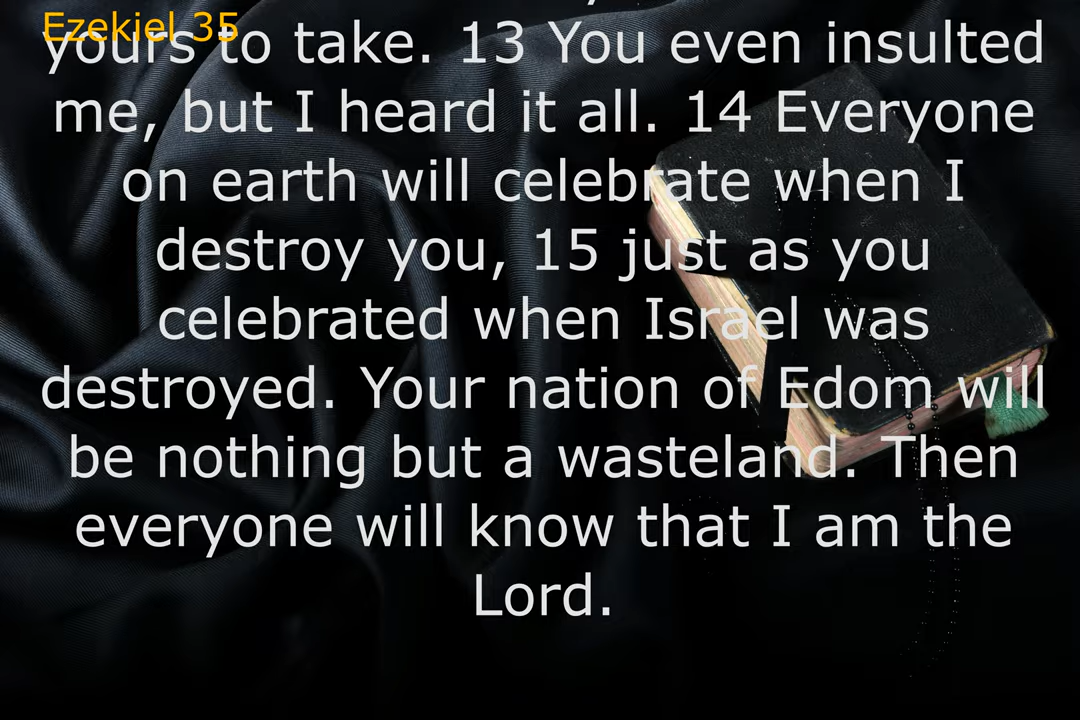 Ezekiel 35
yours to take. 13 You even insulted
me, but I heard it all. 14 Everyone
on earth will celebrate when I
destroy you, 15 just as you
celebrated when Israel was
destroyed. Your nation of Edom will
be nothing but a wasteland. Then
everyone will know that I am the
Lord.